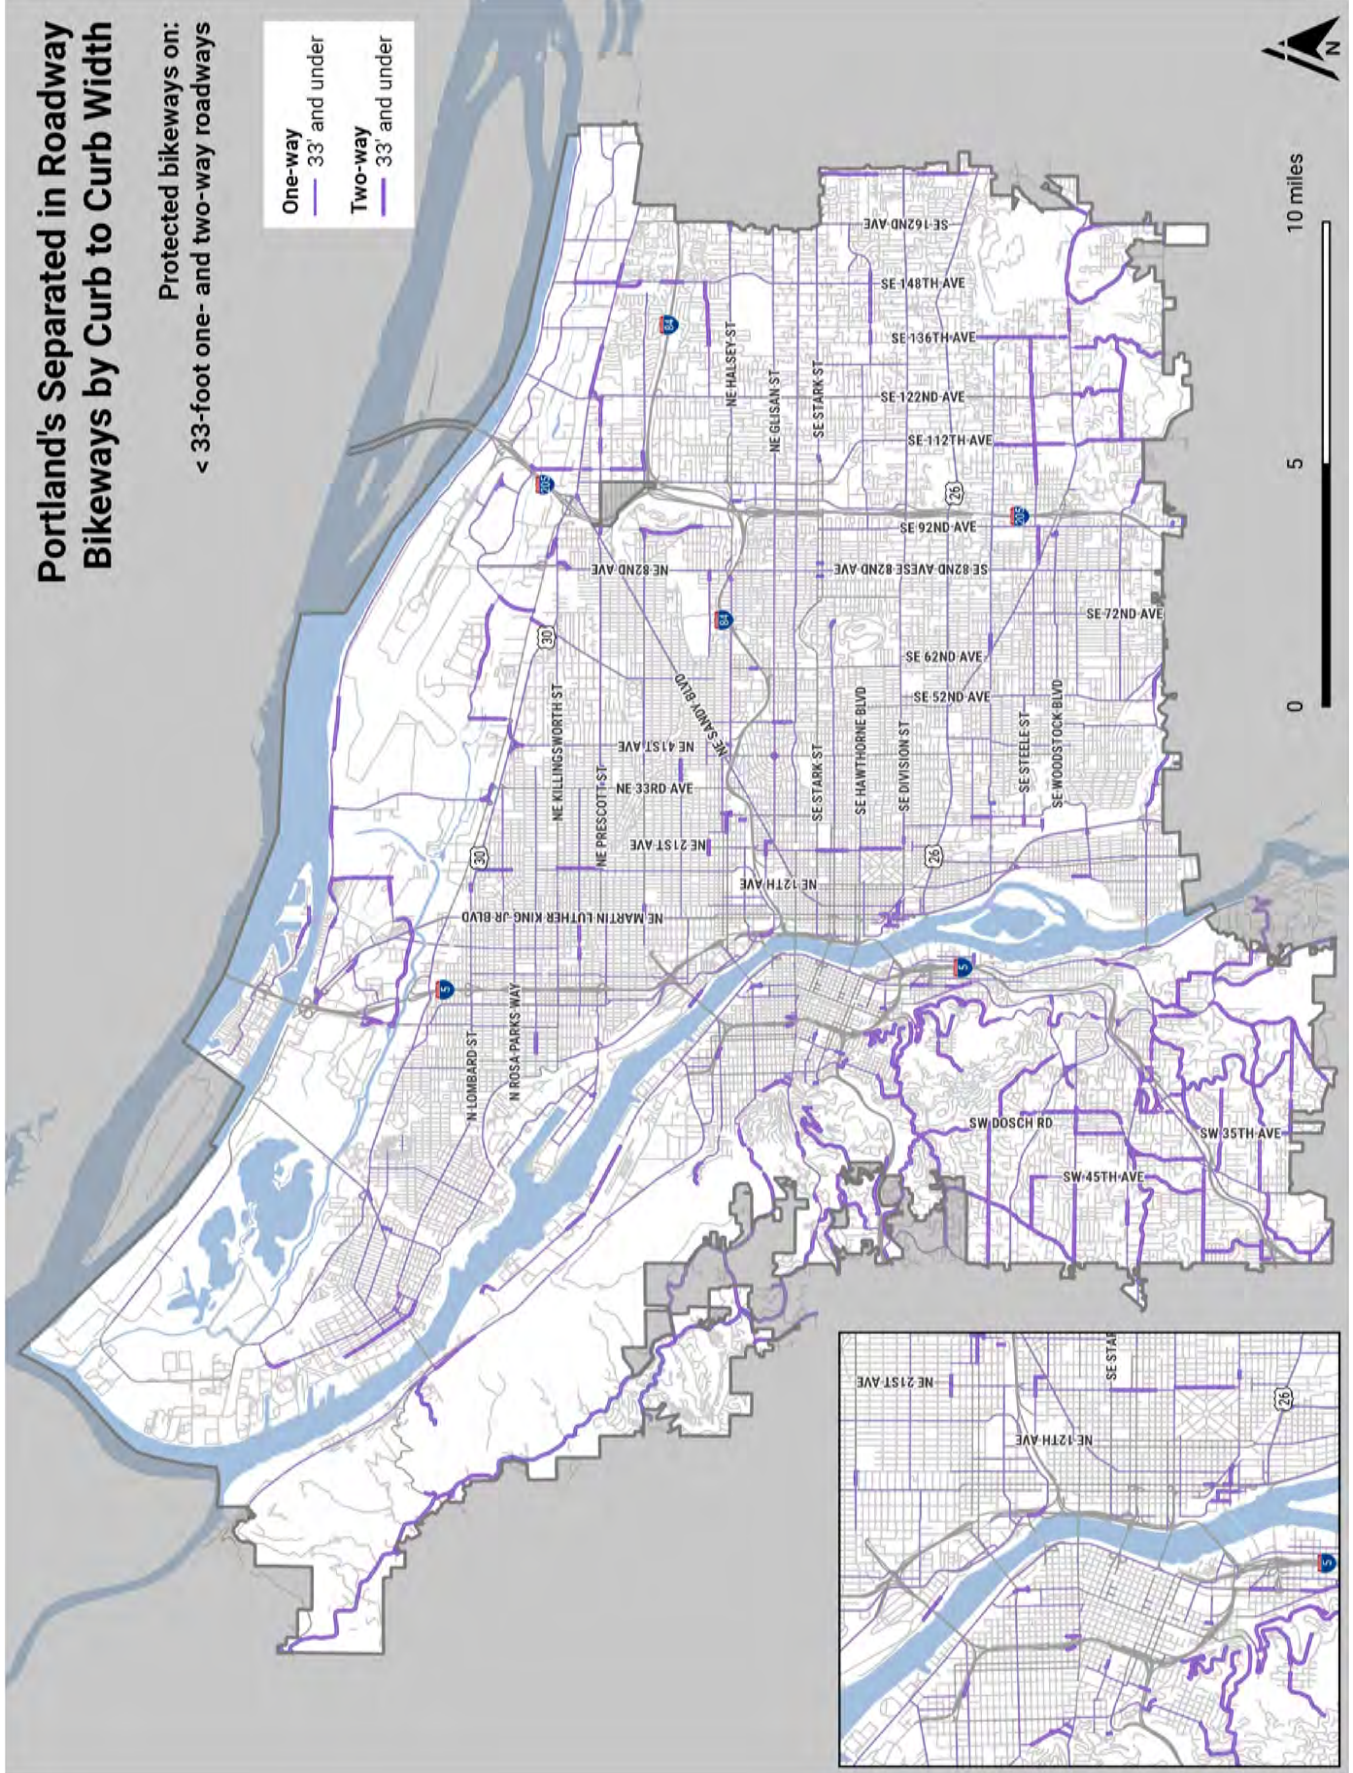 Portland's Separated in Roadway
Bikeways by Curb to Curb Width
Protected bikeways on:
< 33-foot one- and two-way roadways
One-way
33' and under
Two-way
33' and under
N
205
84
30
30
84
5
26
205
26
5
NE 82ND AVE
NE KILLINGSWORTH ST
NE PRESCOTT ST
NE SANDY BLVD
NE 41ST AVE
NE 33RD AVE
NE 21ST AVE
NE 12TH AVE
NE MARTIN LUTHER KING JR BLVD
N LOMBARD ST
N ROSA PARKS WAY
NE HALSEY ST
NE GLISAN ST
SE STARK ST
SE STARK ST
SE HAWTHORNE BLVD
SE DIVISION ST
SE STEELE ST
SE WOODSTOCK BLVD
SE 162ND AVE
SE 148TH AVE
SE 136TH AVE
SE 122ND AVE
SE 112TH AVE
SE 92ND AVE
SE 82ND AVE SE 82ND AVE
SE 72ND AVE
SE 62ND AVE
SE 52ND AVE
SW DOSCH RD
SW 45TH AVE
SW 35TH AVE
0 5 10 miles
NE 21ST AVE
NE 12TH AVE
SE STAR
26
5